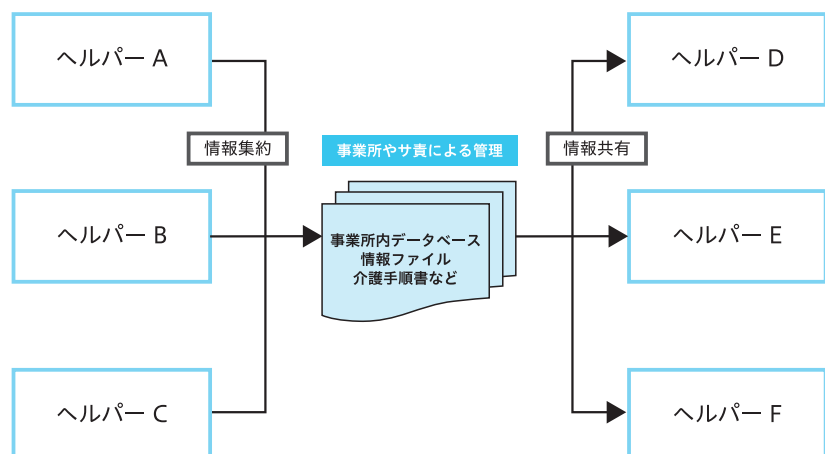 ヘルパー A
ヘルパー D
情報集約
事業所やサ責による管理
情報共有
ヘルパー B
事業所内データベース
情報ファイル
介護手順書など
ヘルパー E
ヘルパー C
ヘルパー F